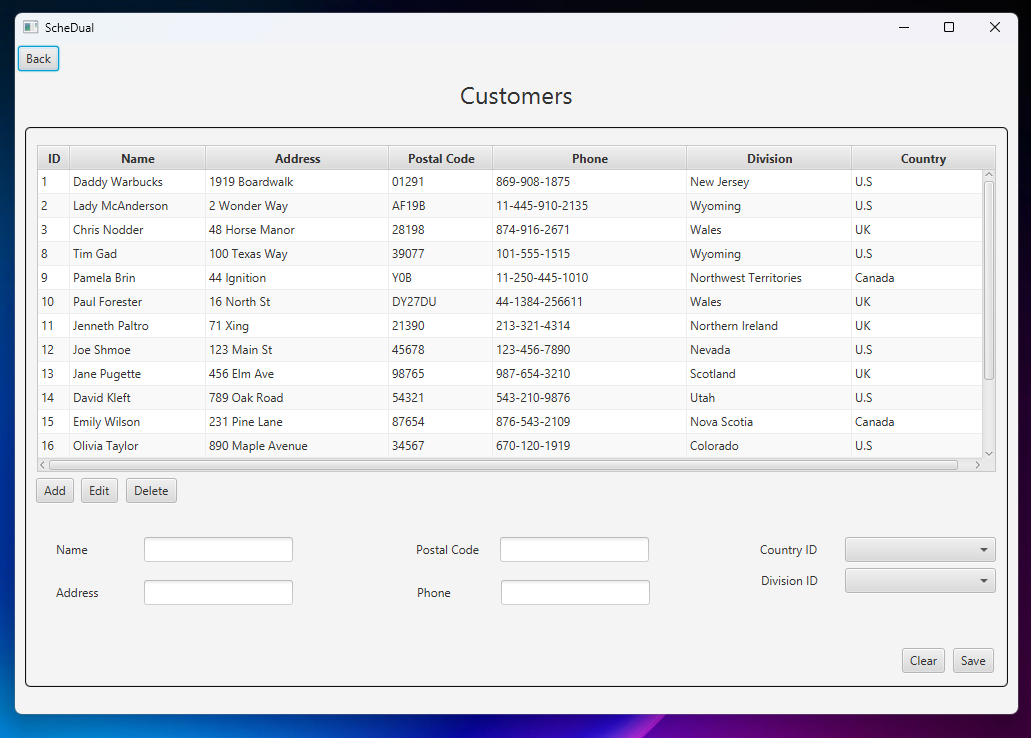 ScheDual
Back
Customers
ID Name Address Postal Code Phone Division Country
1 Daddy Warbucks 1919 Boardwalk 01291 869-908-1875 New Jersey U.S
2 Lady McAnderson 2 Wonder Way AF19B 11-445-910-2135 Wyoming U.S
3 Chris Nodder 48 Horse Manor 28198 874-916-2671 Wales UK
8 Tim Gad 100 Texas Way 39077 101-555-1515 Wyoming U.S
9 Pamela Brin 44 Ignition Y0B 11-250-445-1010 Northwest Territories Canada
10 Paul Forester 16 North St DY27DU 44-1384-256611 Wales UK
11 Jenneth Paltro 71 Xing 21390 213-321-4314 Northern Ireland UK
12 Joe Shmoe 123 Main St 45678 123-456-7890 Nevada U.S
13 Jane Pugette 456 Elm Ave 98765 987-654-3210 Scotland UK
14 David Kleft 789 Oak Road 54321 543-210-9876 Utah U.S
15 Emily Wilson 231 Pine Lane 87654 876-543-2109 Nova Scotia Canada
16 Olivia Taylor 890 Maple Avenue 34567 670-120-1919 Colorado U.S
Add Edit Delete
Name Postal Code Country ID
Division ID
Address Phone
Clear Save